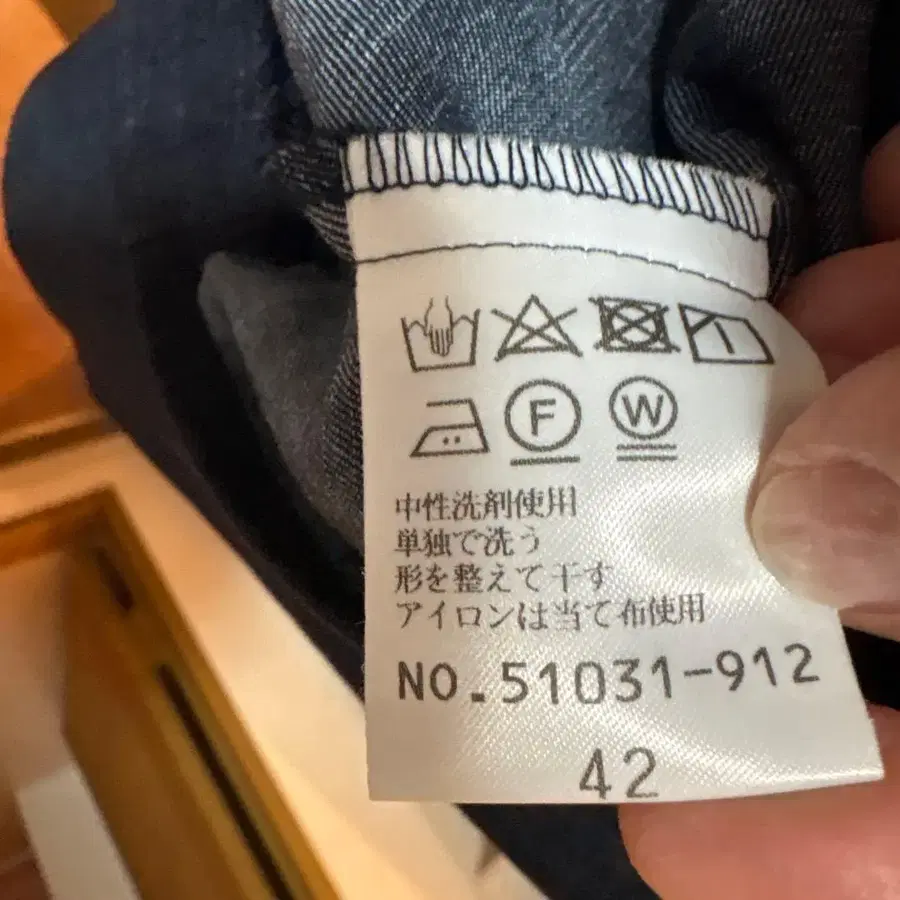 F W
中性洗剤使用
単独で洗う
形を整えて干す
アイロンは当て布使用
NO.51031-912
42